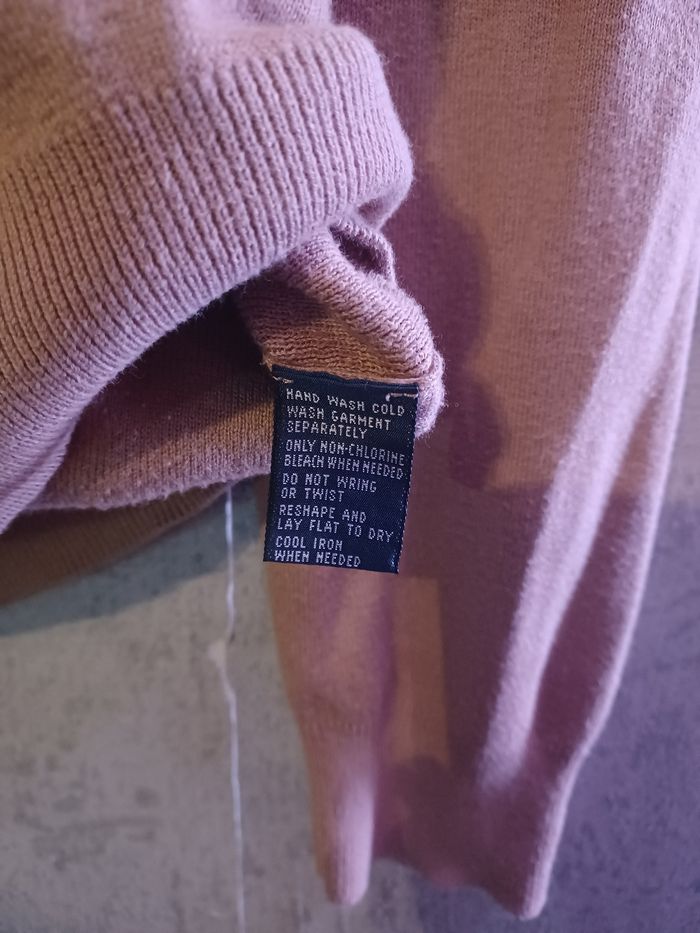 HAND WASH COLD
WASH GARMENT
SEPARATELY
ONLY NON-CHLORINE
BLEACH WHEN NEEDED
DO NOT WRING
OR TWIST
RESHAPE AND
LAY FLAT TO DRY
COOL IRON
WHEN NEEDED